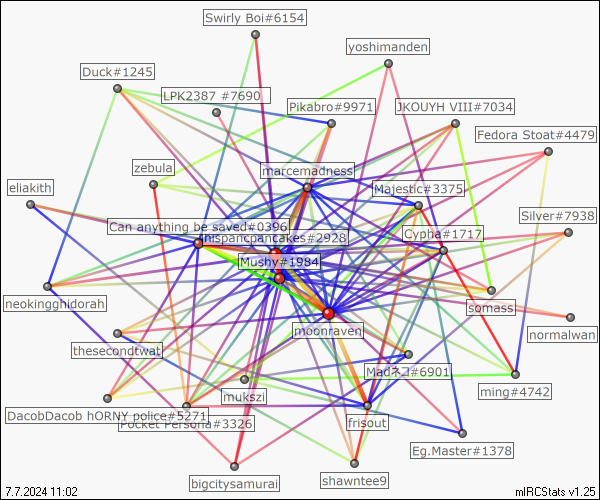 Swirly Boi#6154
yoshimanden
Duck#1245
LPK2387 #7690
Pikabro#9971
JKOUYH VIII#7034
Fedora Stoat#4479
zebula
marcemadness
eliakith
Majestic#3375
Silver#7938
Can anything be saved#0396
hispanicpancakes#2928
Cypha#1717
Mushy#1984
neokingghidorah
somassi
moonraven
normalwan
thesecondtwat
Madネコ#6901
mukszi
ming#4742
DacobDacob hORNY police#5271
Pocket Persona#3326
frisout
Eg.Master#1378
bigcitysamurai
shawntee9
7.7.2024 11:02
mIRCStats v1.25